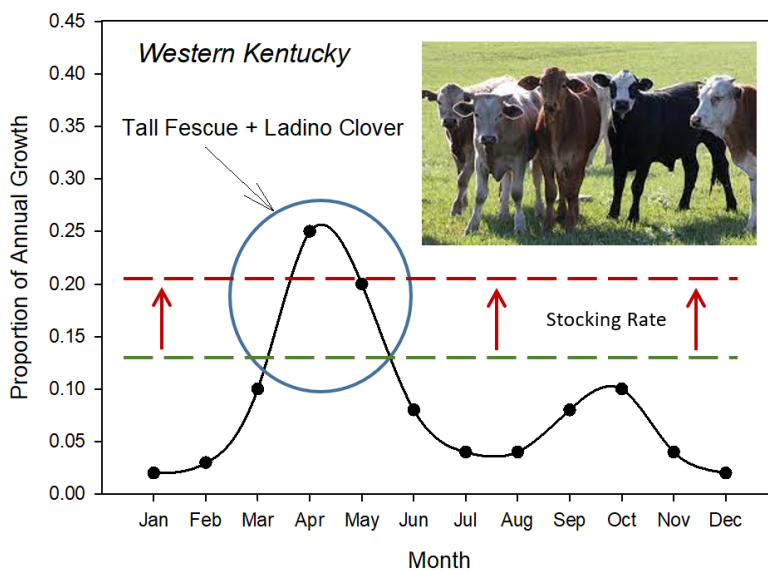 Western Kentucky
Tall Fescue + Ladino Clover
Stocking Rate
Proportion of Annual Growth
0.45
0.40
0.35
0.30
0.25
0.20
0.15
0.10
0.05
0.00
Jan Feb Mar Apr May Jun Jul Aug Sep Oct Nov Dec
Month